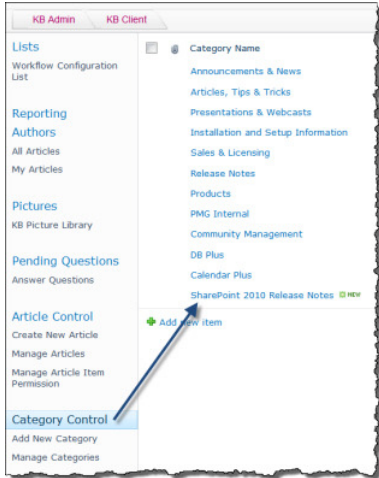 KB Admin
KB Client
Lists
Workflow Configuration
List
Reporting
Authors
All Articles
My Articles
Pictures
KB Picture Library
Pending Questions
Answer Questions
Article Control
Create New Article
Manage Articles
Manage Article Item
Permission
Category Control
Add New Category
Manage Categories
Category Name
Announcements & News
Articles, Tips & Tricks
Presentations & Webcasts
Installation and Setup Information
Sales & Licensing
Release Notes
Products
PMG Internal
Community Management
DB Plus
Calendar Plus
SharePoint 2010 Release Notes NEW
Add new item